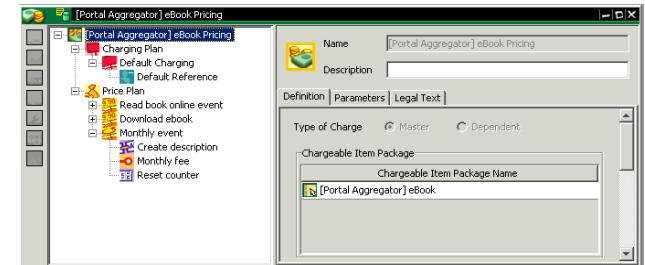 [Portal Aggregator] eBook Pricing
[Portal Aggregator] eBook Pricing
Charging Plan
Default Charging
Default Reference
Price Plan
Read book online event
Download ebook
Monthly event
Create description
Monthly fee
Reset counter
Name [Portal Aggregator] eBook Pricing
Description
Definition Parameters Legal Text
Type of Charge Master Dependent
Chargeable Item Package
Chargeable Item Package Name
[Portal Aggregator] eBook